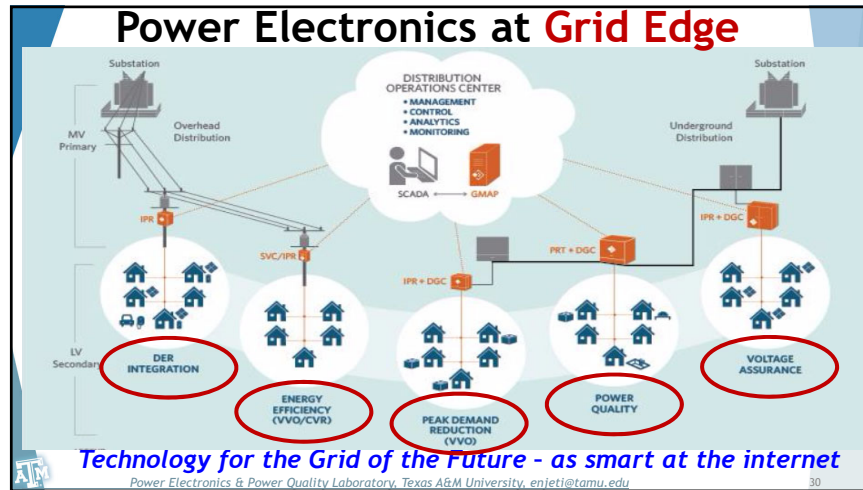 Power Electronics at Grid Edge
Substation
Substation
DISTRIBUTION
OPERATIONS CENTER
• MANAGEMENT
• CONTROL
• ANALYTICS
• MONITORING
MV
Primary
Overhead
Distribution
Underground
Distribution
SCADA
GMAP
IPR
IPR + DGC
SVC/IPR
PRT + DGC
IPR + DGC
LV
Secondary
DER
INTEGRATION
VOLTAGE
ASSURANCE
ENERGY
EFFICIENCY
(VVO/CVR)
POWER
QUALITY
PEAK DEMAND
REDUCTION
(VVO)
Technology for the Grid of the Future - as smart at the internet
ATM
Power Electronics & Power Quality Laboratory, Texas A&M University, enjeti@tamu.edu
30